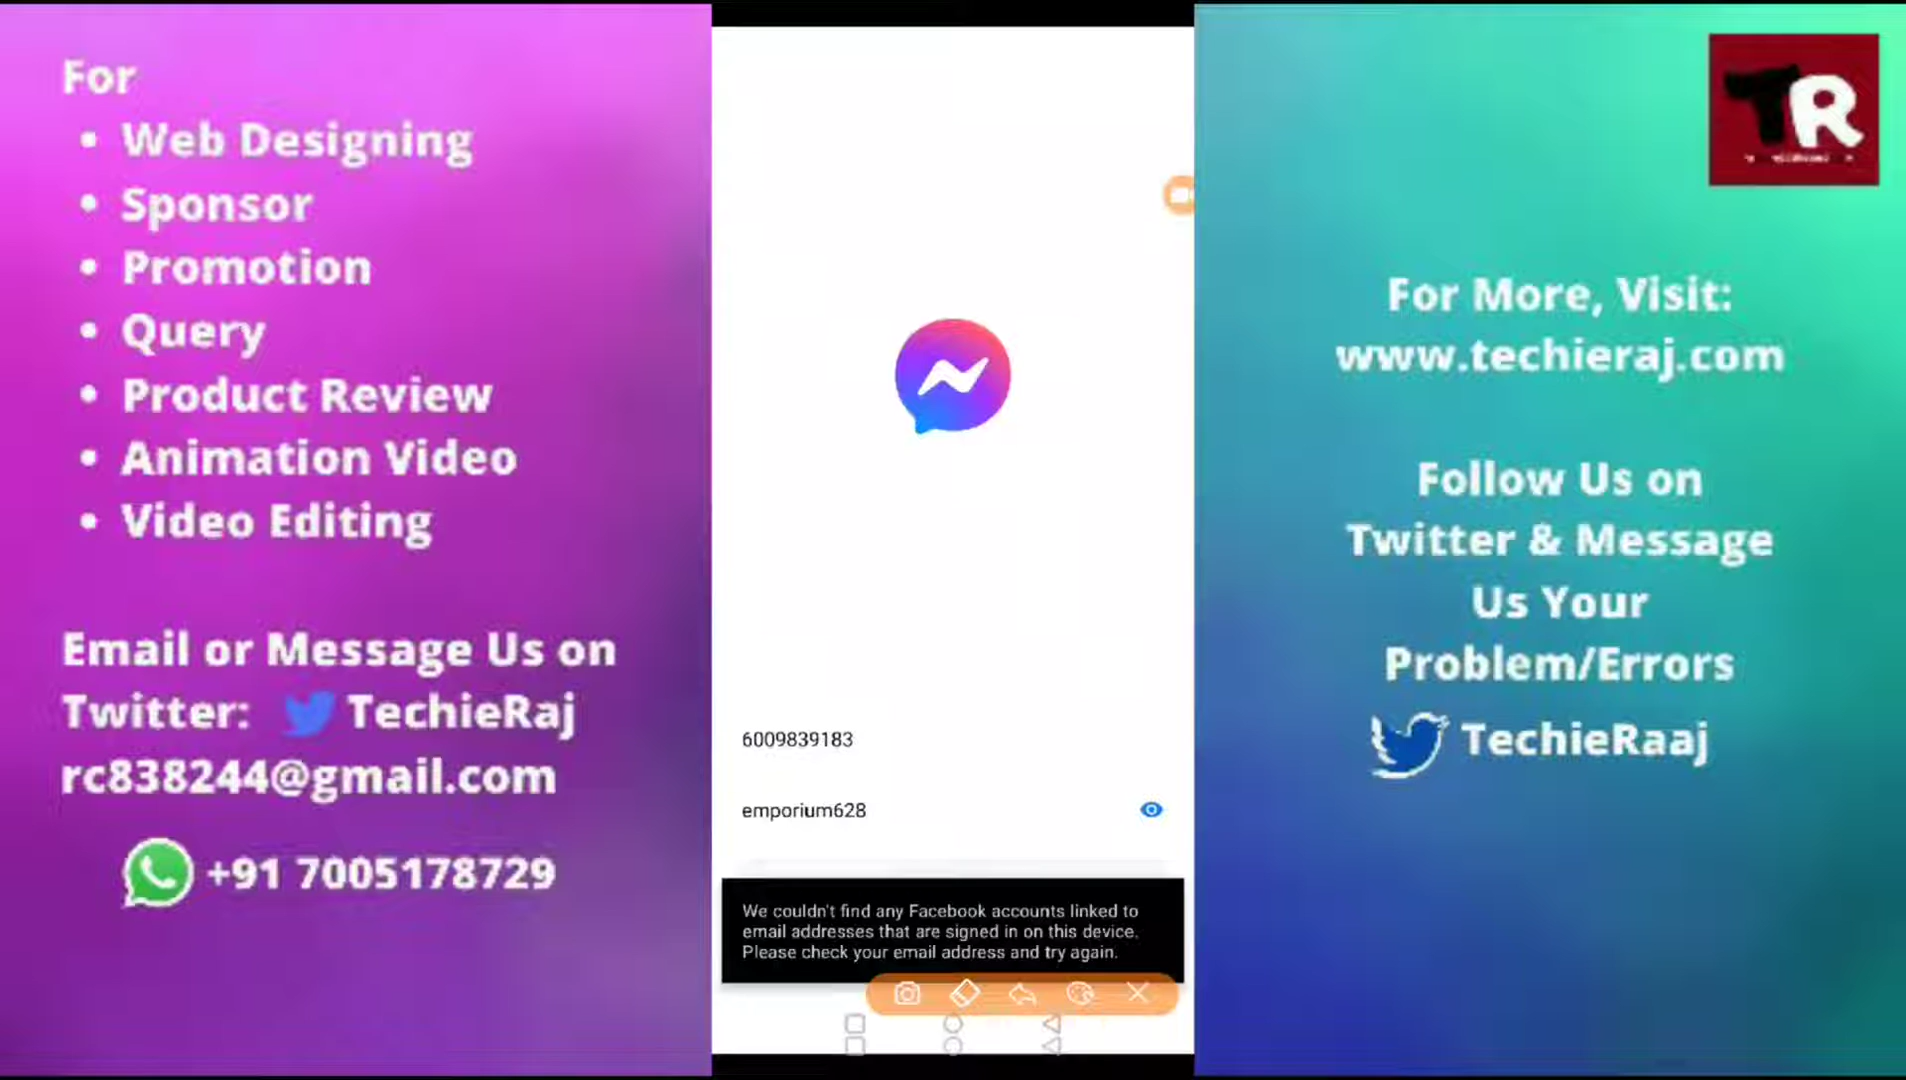 For
• Web Designing
• Sponsor
• Promotion
• Query
• Product Review
• Animation Video
• Video Editing
Email or Message Us on
Twitter: TechieRaj
rc838244@gmail.com
+91 7005178729
6009839183
emporium628
We couldn't find any Facebook accounts linked to
email addresses that are signed in on this device.
Please check your email address and try again.
TR
For More, Visit:
www.techieraj.com
Follow Us on
Twitter & Message
Us Your
Problem/Errors
TechieRaaj